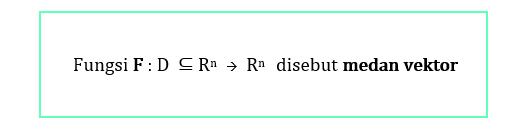 Fungsi F : D ⊆ Rⁿ → Rⁿ disebut medan vektor